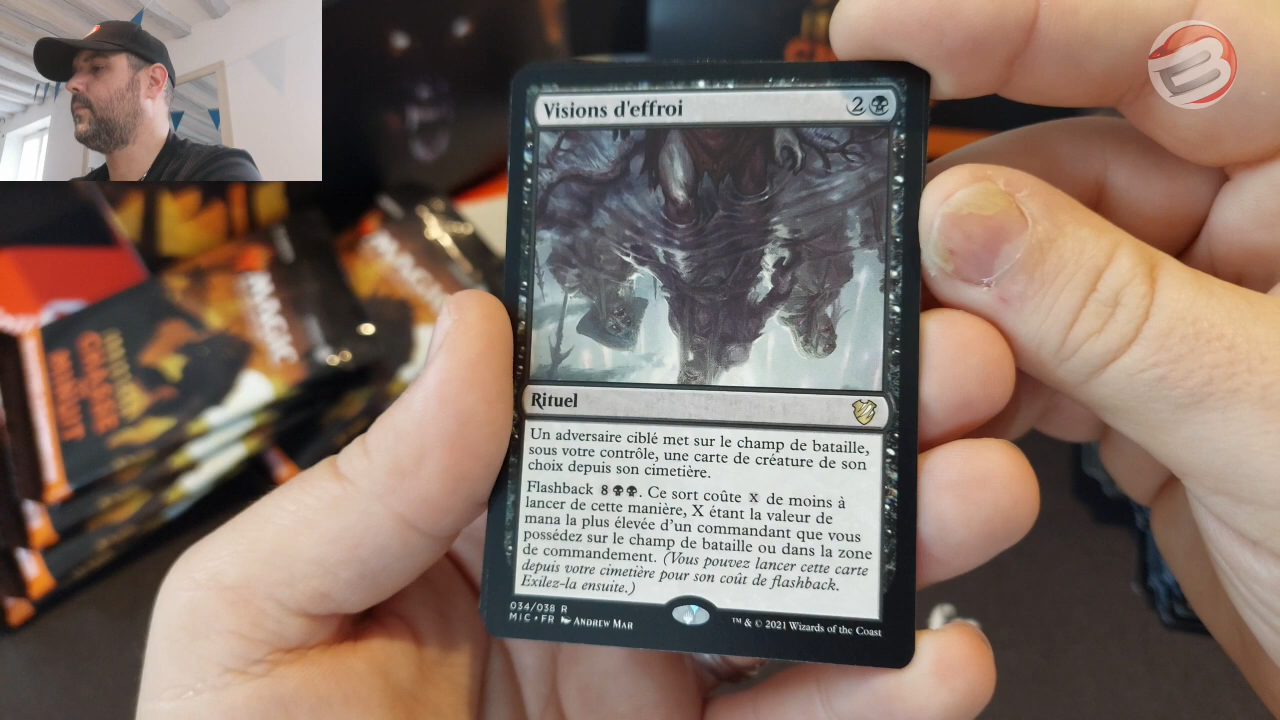 Visions d'effroi 2
Rituel
Un adversaire ciblé met sur le champ de bataille,
sous votre contrôle, une carte de créature de son
choix depuis son cimetière.
Flashback 8. Ce sort coûte X de moins à
lancer de cette manière, X étant la valeur de
mana la plus élevée d'un commandant que vous
possédez sur le champ de bataille ou dans la zone
de commandement. (Vous pouvez lancer cette carte
depuis votre cimetière pour son coût de flashback.
Exilez-la ensuite.)
034/038 R
MIC • FR ANDREW MAR
™ & © 2021 Wizards of the Coast
MAGIC
MAGIC
CHASSE
MINUIT
B